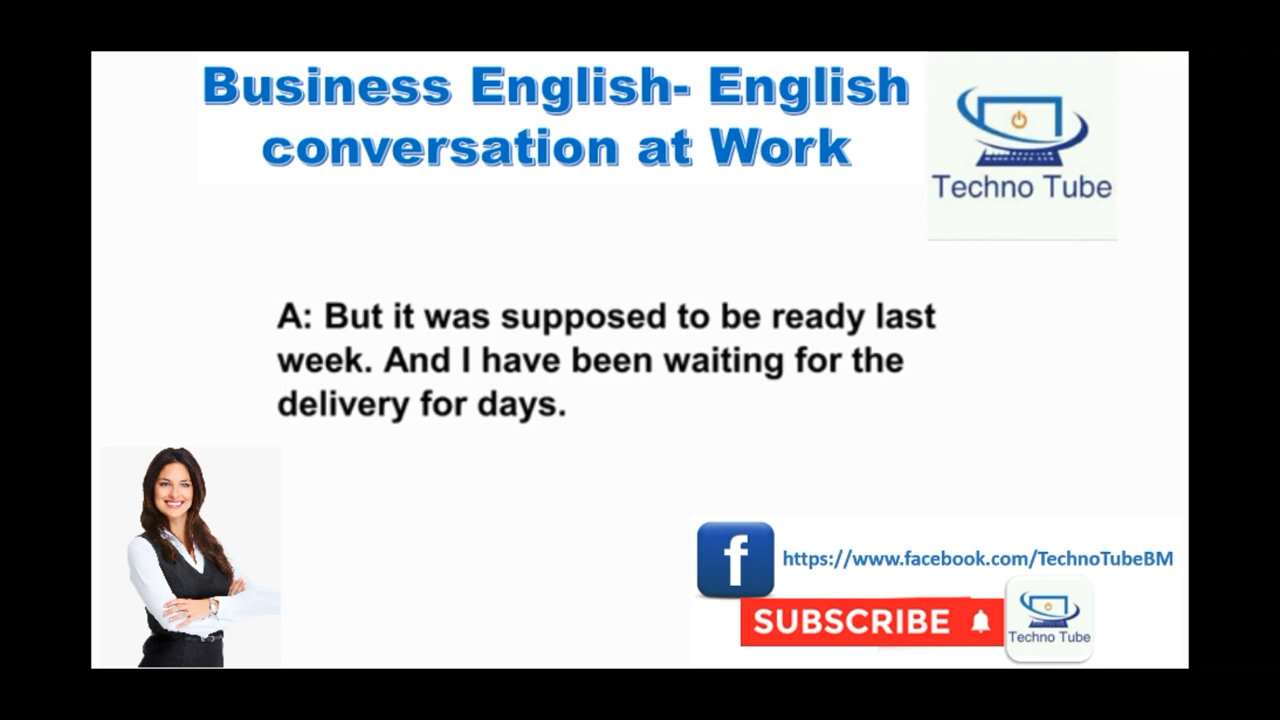 Business English- English
conversation at Work
Techno Tube
A: But it was supposed to be ready last
week. And I have been waiting for the
delivery for days.
f
https://www.facebook.com/TechnoTubeBM
SUBSCRIBE
Techno Tube